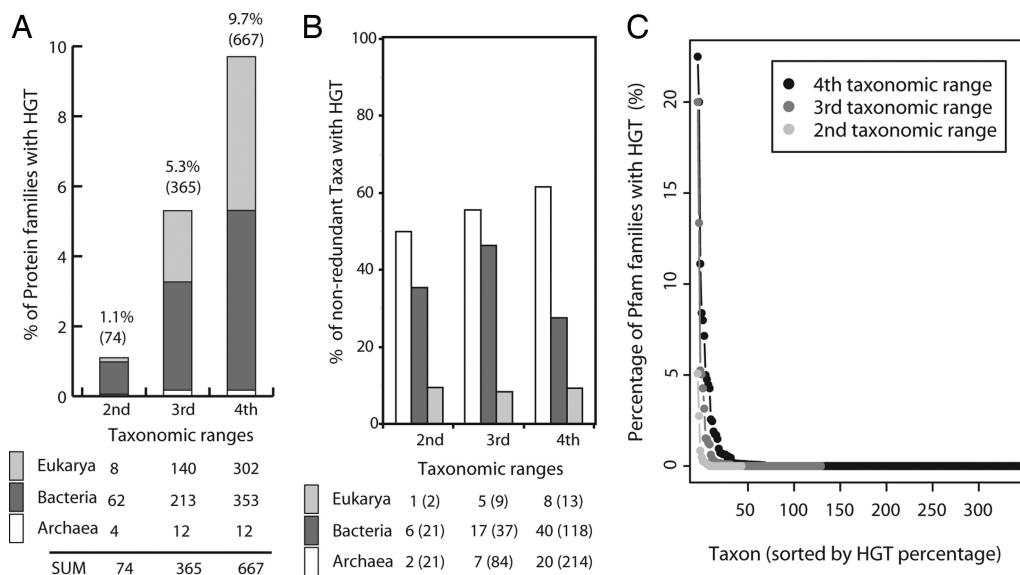 A
% of Protein families with HGT
10
8
6
4
2
0
1.1%
(74)
5.3%
(365)
9.7%
(667)
2nd 3rd 4th
Taxonomic ranges
Eukarya 8 140 302
Bacteria 62 213 353
Archaea 4 12 12
SUM 74 365 667
B
% of non-redundant Taxa with HGT
100
80
60
40
20
0
2nd 3rd 4th
Taxonomic ranges
Eukarya 1 (2) 5 (9) 8 (13)
Bacteria 6 (21) 17 (37) 40 (118)
Archaea 2 (21) 7 (84) 20 (214)
C
Percentage of Pfam families with HGT (%)
20
15
10
5
0
4th taxonomic range
3rd taxonomic range
2nd taxonomic range
50 100 150 200 250 300
Taxon (sorted by HGT percentage)